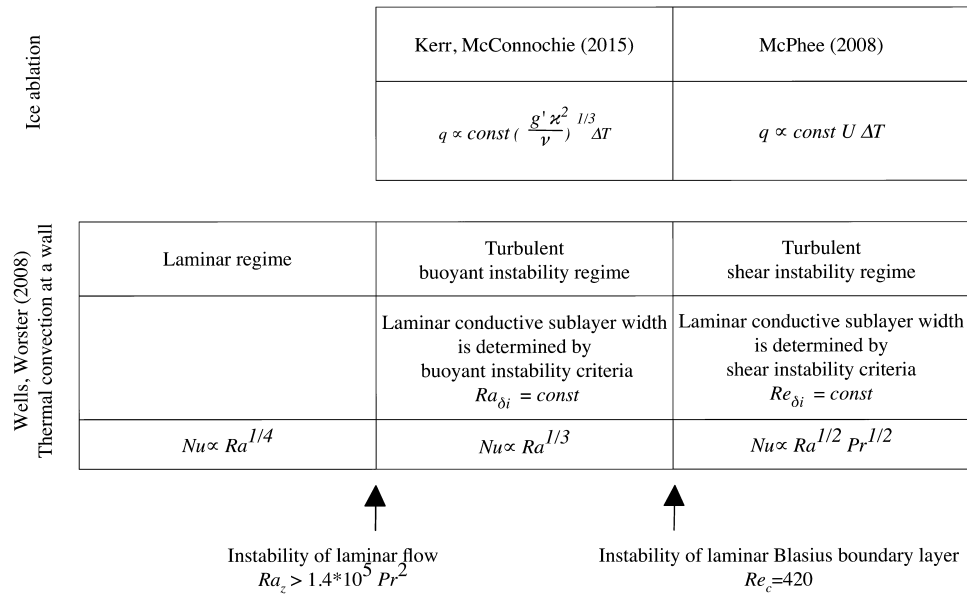 Ice ablation
Kerr, McConnochie (2015)
McPhee (2008)
q ∝ const ( g' ϰ² / ν ) ^1/3 ΔT
q ∝ const U ΔT
Wells, Worster (2008)
Thermal convection at a wall
Laminar regime
Turbulent
buoyant instability regime
Turbulent
shear instability regime
Laminar conductive sublayer width
is determined by
buoyant instability criteria
Ra_δi = const
Laminar conductive sublayer width
is determined by
shear instability criteria
Re_δi = const
Nu∝ Ra^1/4
Nu∝ Ra^1/3
Nu∝ Ra^1/2 Pr^1/2
Instability of laminar flow
Ra_z > 1.4*10^5 Pr^2
Instability of laminar Blasius boundary layer
Re_c=420